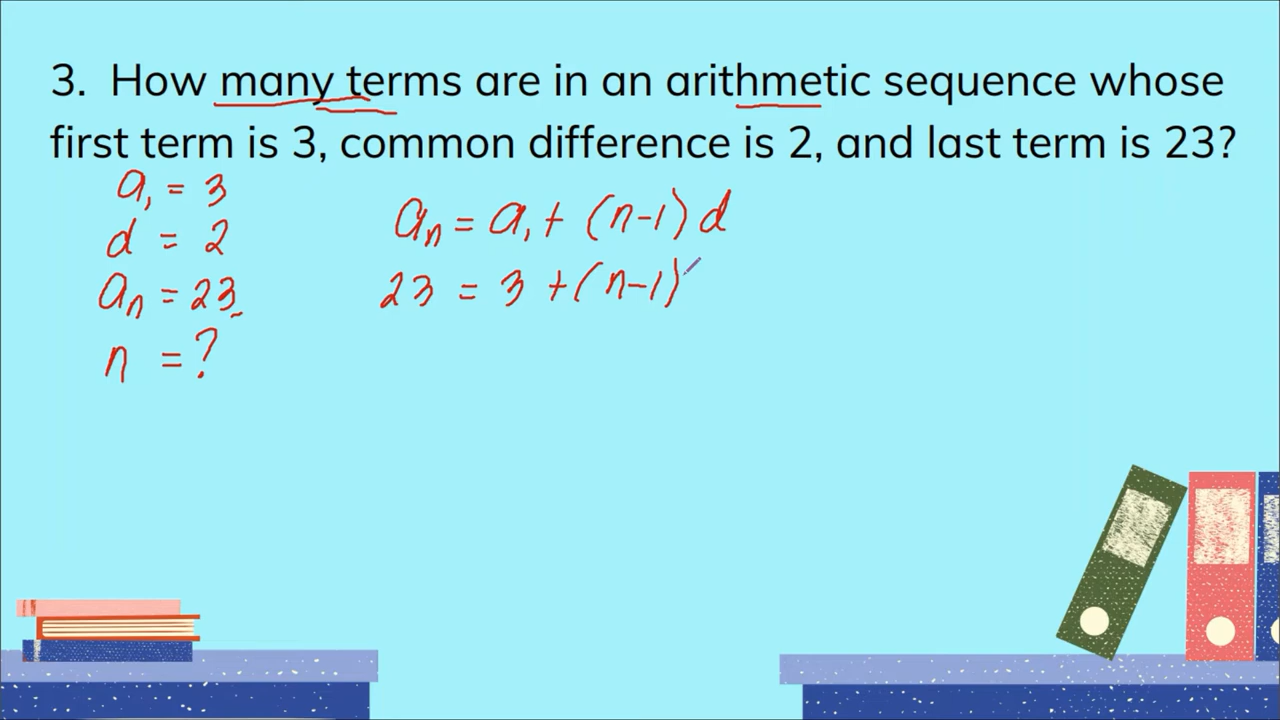 3. How many terms are in an arithmetic sequence whose
first term is 3, common difference is 2, and last term is 23?
a₁ = 3
d = 2
aₙ = 23
n = ?
aₙ = a₁ + (n-1) d
23 = 3 + (n-1)